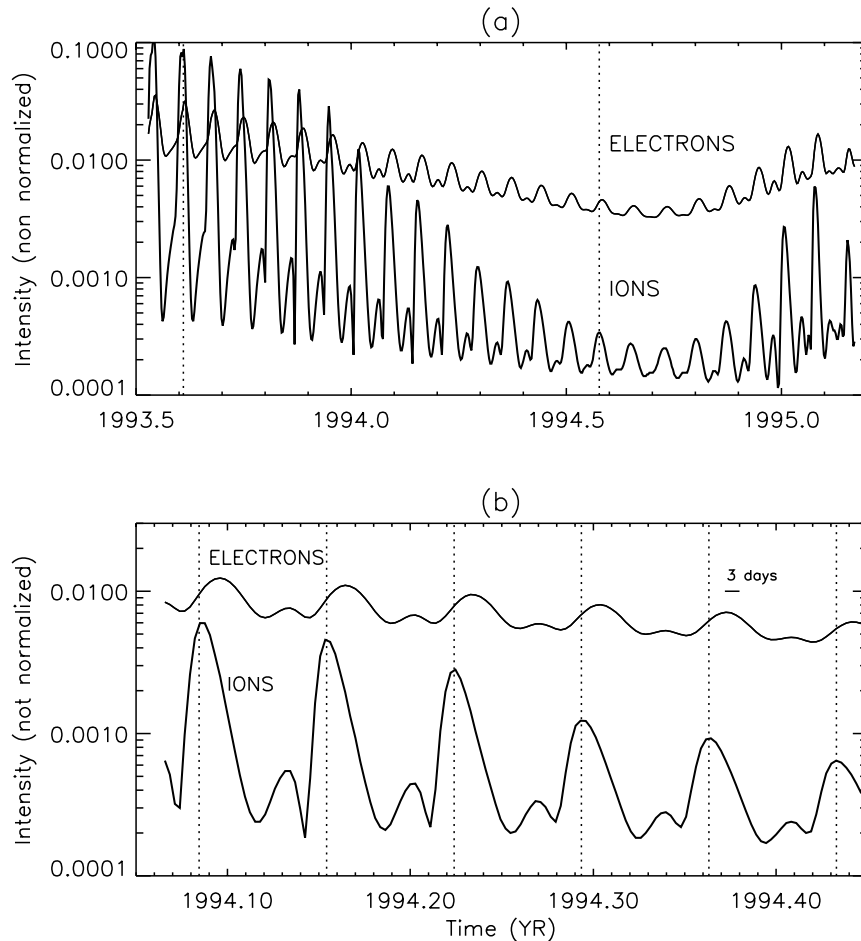 (a)
Intensity (non normalized)
0.1000
0.0100
0.0010
0.0001
ELECTRONS
IONS
1993.5 1994.0 1994.5 1995.0
(b)
Intensity (not normalized)
0.0100
0.0010
0.0001
ELECTRONS
3 days
IONS
1994.10 1994.20 1994.30 1994.40
Time (YR)